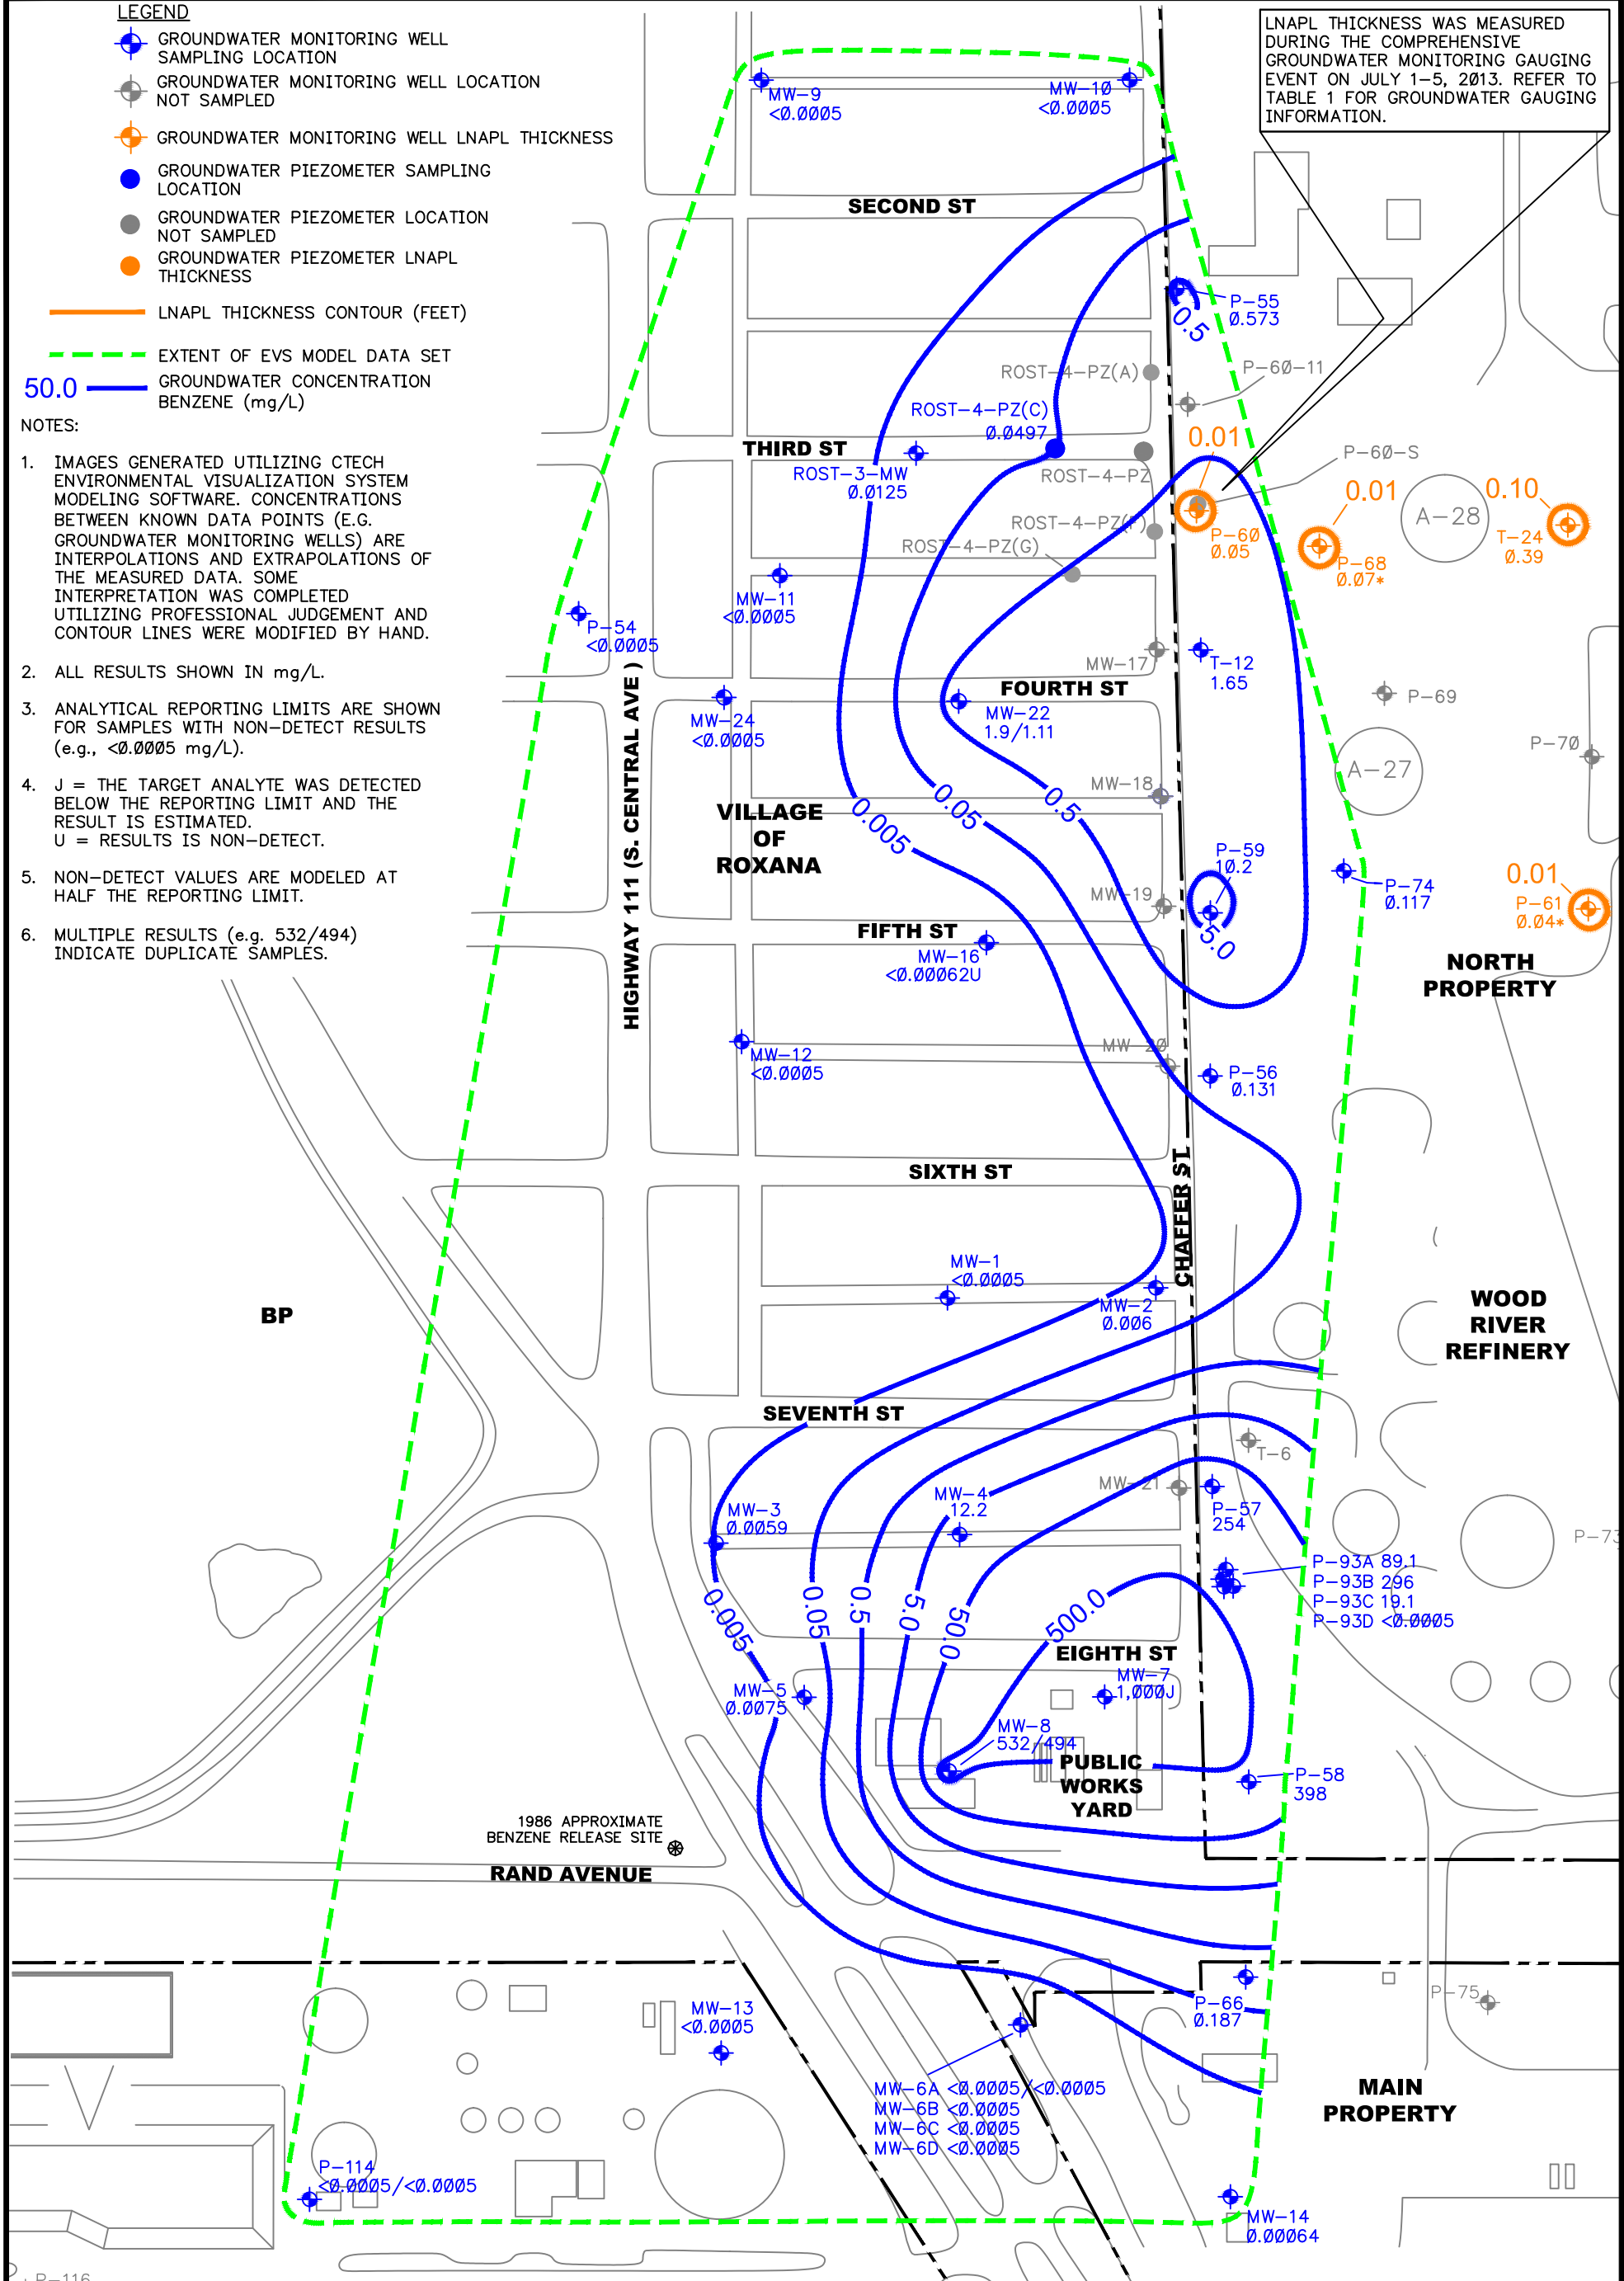 LEGEND
GROUNDWATER MONITORING WELL
SAMPLING LOCATION
GROUNDWATER MONITORING WELL LOCATION
NOT SAMPLED
GROUNDWATER MONITORING WELL LNAPL THICKNESS
GROUNDWATER PIEZOMETER SAMPLING
LOCATION
GROUNDWATER PIEZOMETER LOCATION
NOT SAMPLED
GROUNDWATER PIEZOMETER LNAPL
THICKNESS
LNAPL THICKNESS CONTOUR (FEET)
EXTENT OF EVS MODEL DATA SET
50.0
GROUNDWATER CONCENTRATION
BENZENE (mg/L)
NOTES:
1. IMAGES GENERATED UTILIZING CTECH
ENVIRONMENTAL VISUALIZATION SYSTEM
MODELING SOFTWARE. CONCENTRATIONS
BETWEEN KNOWN DATA POINTS (E.G.
GROUNDWATER MONITORING WELLS) ARE
INTERPOLATIONS AND EXTRAPOLATIONS OF
THE MEASURED DATA. SOME
INTERPRETATION WAS COMPLETED
UTILIZING PROFESSIONAL JUDGEMENT AND
CONTOUR LINES WERE MODIFIED BY HAND.
2. ALL RESULTS SHOWN IN mg/L.
3. ANALYTICAL REPORTING LIMITS ARE SHOWN
FOR SAMPLES WITH NON-DETECT RESULTS
(e.g., <0.0005 mg/L).
4. J = THE TARGET ANALYTE WAS DETECTED
BELOW THE REPORTING LIMIT AND THE
RESULT IS ESTIMATED.
U = RESULTS IS NON-DETECT.
5. NON-DETECT VALUES ARE MODELED AT
HALF THE REPORTING LIMIT.
6. MULTIPLE RESULTS (e.g. 532/494)
INDICATE DUPLICATE SAMPLES.
LNAPL THICKNESS WAS MEASURED
DURING THE COMPREHENSIVE
GROUNDWATER MONITORING GAUGING
EVENT ON JULY 1-5, 2013. REFER TO
TABLE 1 FOR GROUNDWATER GAUGING
INFORMATION.
MW-9
<0.0005
MW-10
<0.0005
SECOND ST
P-55
0.573
0.5
ROST-4-PZ(A)
P-60-11
ROST-4-PZ(C)
0.0497
0.01
THIRD ST
P-60-S
ROST-3-MW
0.0125
ROST-4-PZ
0.01
0.10
A-28
ROST-4-PZ(F)
P-60
0.05
T-24
0.39
ROST-4-PZ(G)
P-68
0.07*
MW-11
<0.0005
P-54
<0.0005
MW-17
T-12
1.65
FOURTH ST
P-69
MW-24
<0.0005
MW-22
1.9/1.11
P-70
HIGHWAY 111 (S. CENTRAL AVE )
A-27
MW-18
VILLAGE
OF
ROXANA
0.005
0.05
0.5
P-59
10.2
MW-19
P-74
0.117
0.01
P-61
0.04*
5.0
FIFTH ST
MW-16
<0.00062U
NORTH
PROPERTY
MW-12
<0.0005
MW-20
P-56
0.131
SIXTH ST
CHAFFER ST
MW-1
<0.0005
BP
MW-2
0.006
WOOD
RIVER
REFINERY
SEVENTH ST
T-6
MW-21
MW-4
12.2
MW-3
0.0059
P-57
254
P-73
P-93A 89.1
P-93B 296
P-93C 19.1
P-93D <0.0005
0.005
0.05
0.5
5.0
50.0
500.0
EIGHTH ST
MW-7
1,000J
MW-5
0.0075
MW-8
532/494
PUBLIC
WORKS
YARD
P-58
398
1986 APPROXIMATE
BENZENE RELEASE SITE
RAND AVENUE
MW-13
<0.0005
P-66
0.187
P-75
MW-6A <0.0005/<0.0005
MW-6B <0.0005
MW-6C <0.0005
MW-6D <0.0005
MAIN
PROPERTY
P-114
<0.0005/<0.0005
MW-14
0.00064
P-116